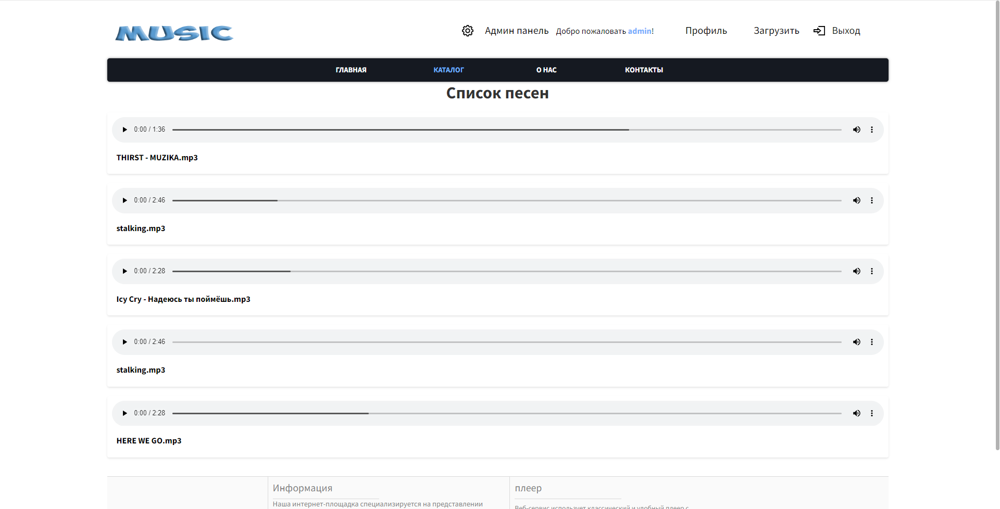 MUSIC
Админ панель Добро пожаловать admin! Профиль Загрузить Выход
ГЛАВНАЯ КАТАЛОГ О НАС КОНТАКТЫ
Список песен
0:00 / 1:36
THIRST - MUZIKA.mp3
0:00 / 2:46
stalking.mp3
0:00 / 2:28
Icy Cry - Надеюсь ты поймёшь.mp3
0:00 / 2:46
stalking.mp3
0:00 / 2:28
HERE WE GO.mp3
Информация
Наша интернет-площадка специализируется на представлении
плеер
Веб-сервис использует классический и удобный плеер с